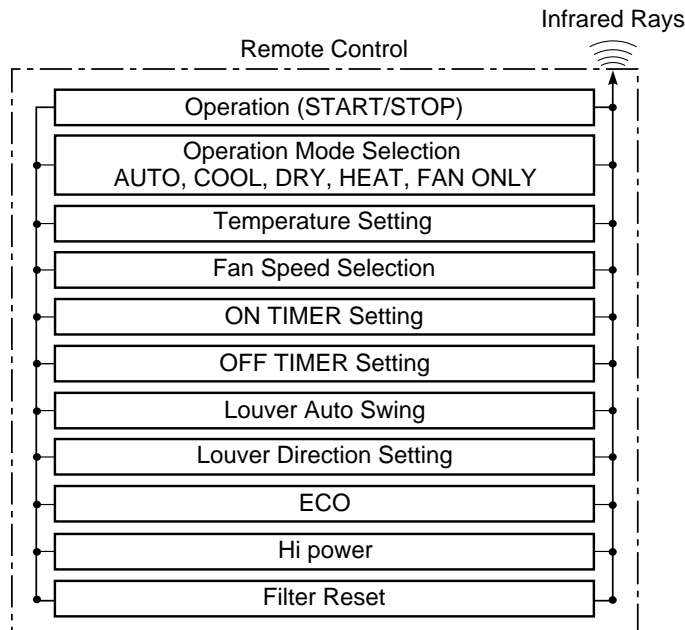 Infrared Rays
Remote Control
Operation (START/STOP)
Operation Mode Selection
AUTO, COOL, DRY, HEAT, FAN ONLY
Temperature Setting
Fan Speed Selection
ON TIMER Setting
OFF TIMER Setting
Louver Auto Swing
Louver Direction Setting
ECO
Hi power
Filter Reset